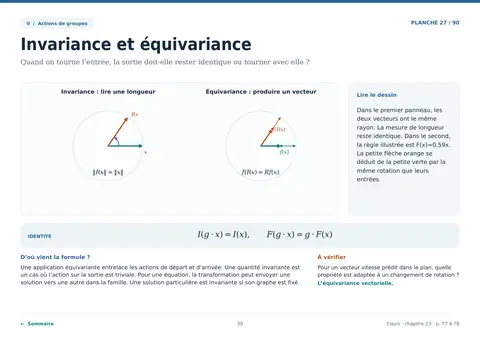 II / Actions de groupes
PLANCHE 27 / 90
Invariance et équivariance
Quand on tourne l'entrée, la sortie doit-elle rester identique ou tourner avec elle ?
Invariance : lire une longueur
Rx
x
‖Rx‖ = ‖x‖
Équivariance : produire un vecteur
f(Rx)
f(x)
f(Rx) = Rf(x)
Lire le dessin
Dans le premier panneau, les
deux vecteurs ont le même
rayon. La mesure de longueur
reste identique. Dans le second,
la règle illustrée est F(x)=0,59x.
La petite flèche orange se
déduit de la petite verte par la
même rotation que leurs
entrées.
IDENTITÉ
I(g · x) = I(x), F(g · x) = g · F(x)
D'où vient la formule ?
Une application équivariante entrelace les actions de départ et d'arrivée. Une quantité invariante est
un cas où l'action sur la sortie est triviale. Pour une équation, la transformation peut envoyer une
solution vers une autre dans la famille. Une solution particulière est invariante si son graphe est fixé.
À vérifier
Pour un vecteur vitesse prédit dans le plan, quelle
propriété est adaptée à un changement de rotation ?
L'équivariance vectorielle.
← Sommaire
30
Cours · chapitre 23 · p. 77 à 78